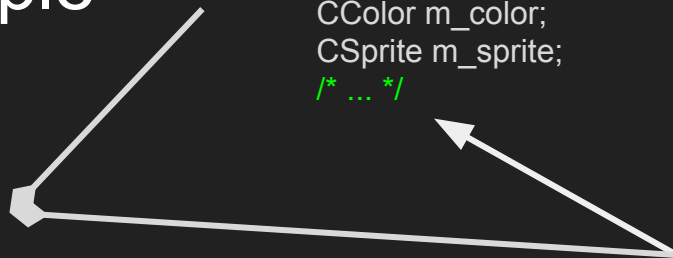 CColor m_color;
CSprite m_sprite;
/* ... */